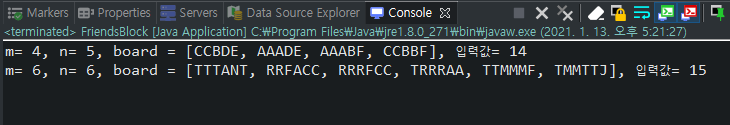 Markers Properties Servers Data Source Explorer Console
<terminated> FriendsBlock [Java Application] C:\Program Files\Java\jre1.8.0_271\bin\javaw.exe (2021. 1. 13. 오후 5:21:27)
m= 4, n= 5, board = [CCBDE, AAADE, AAABF, CCBBF], 입력값= 14
m= 6, n= 6, board = [TTTANT, RRFACC, RRRFCC, TRRRAA, TTMMMF, TMMTTJ], 입력값= 15